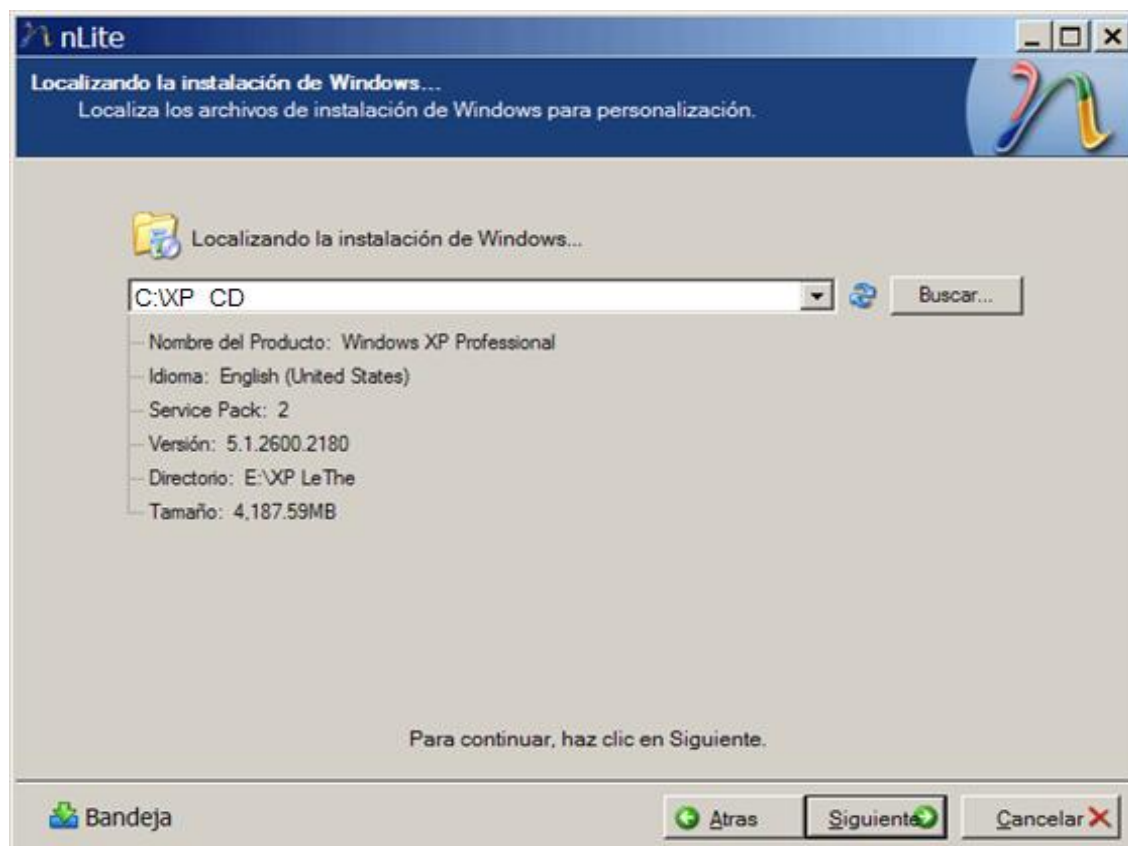 nLite
Localizando la instalación de Windows...
Localiza los archivos de instalación de Windows para personalización.
Localizando la instalación de Windows...
C:\XP CD
Buscar...
Nombre del Producto: Windows XP Professional
Idioma: English (United States)
Service Pack: 2
Versión: 5.1.2600.2180
Directorio: E:\XP LeThe
Tamaño: 4,187.59MB
Para continuar, haz clic en Siguiente.
Bandeja
Atras
Siguiente
Cancelar